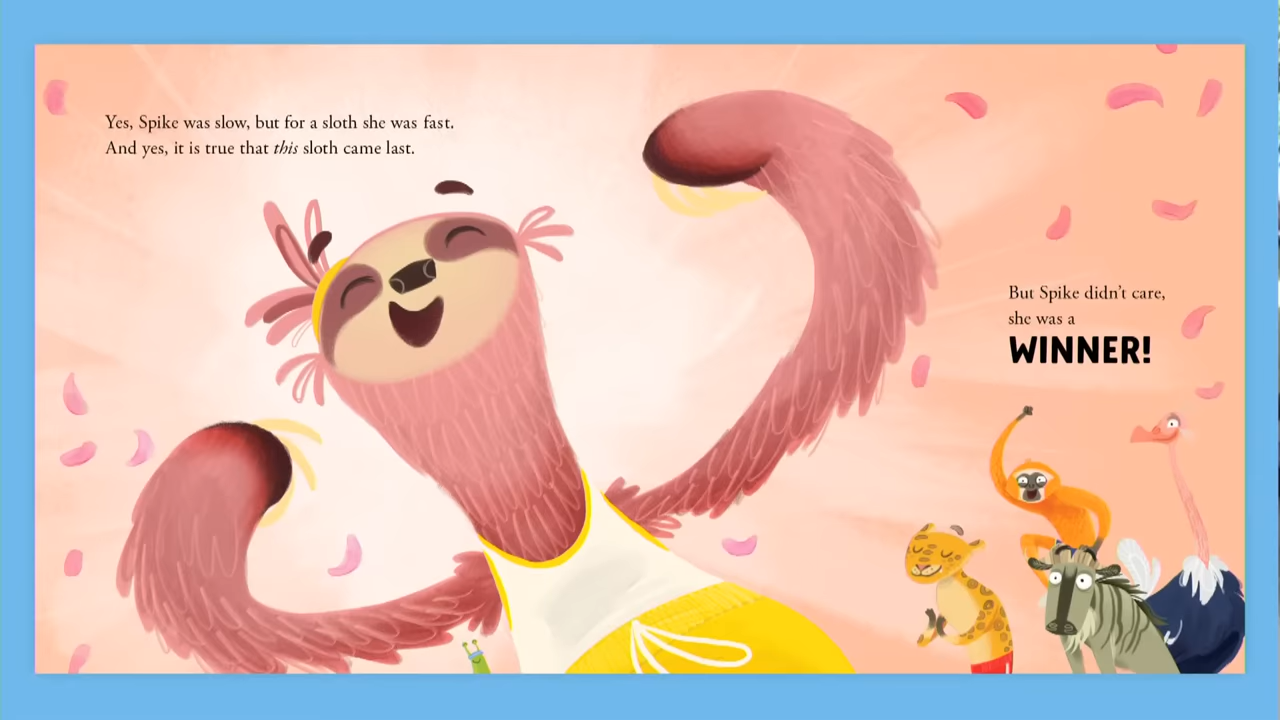 Yes, Spike was slow, but for a sloth she was fast.
And yes, it is true that this sloth came last.
But Spike didn’t care,
she was a
WINNER!